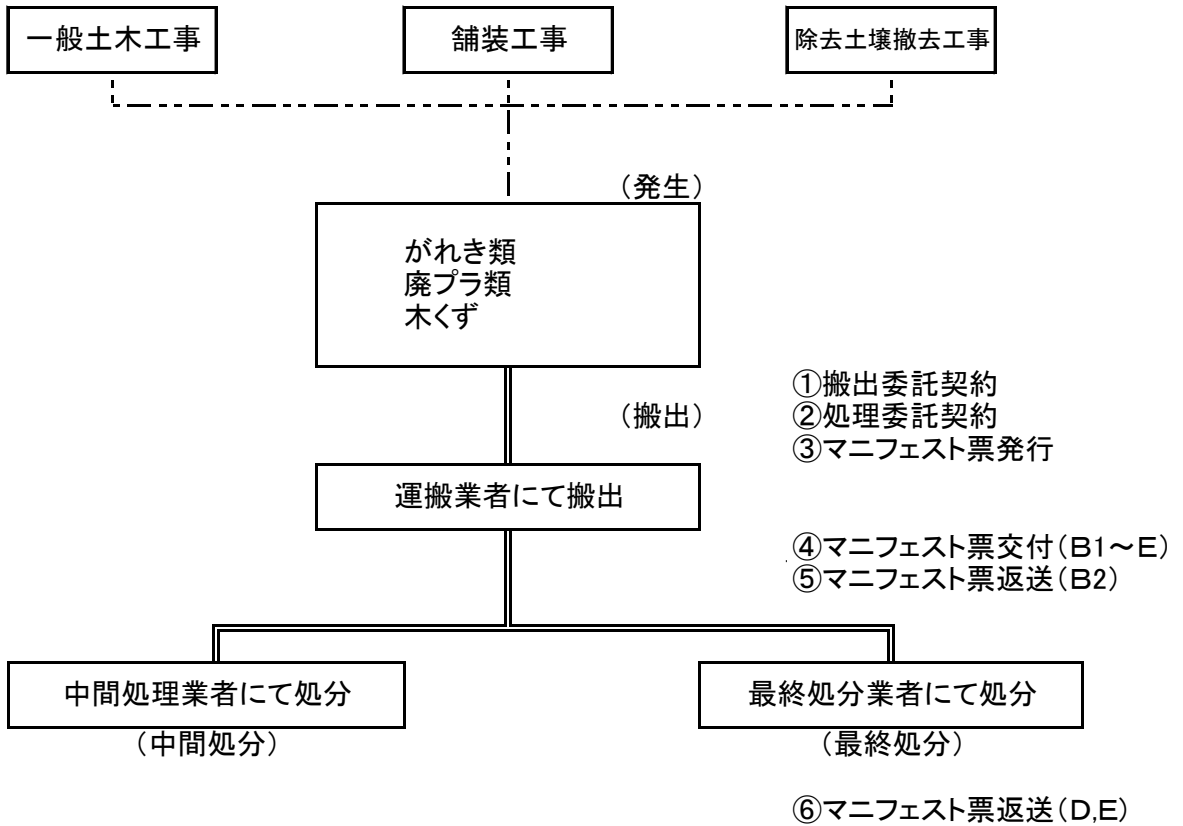 一般土木工事
舗装工事
除去土壌撤去工事
（発生）
がれき類
廃プラ類
木くず
（搬出）
①搬出委託契約
②処理委託契約
③マニフェスト票発行
運搬業者にて搬出
④マニフェスト票交付（Ｂ1～Ｅ）
⑤マニフェスト票返送（Ｂ2）
中間処理業者にて処分
最終処分業者にて処分
（中間処分）
（最終処分）
⑥マニフェスト票返送（Ｄ,Ｅ）